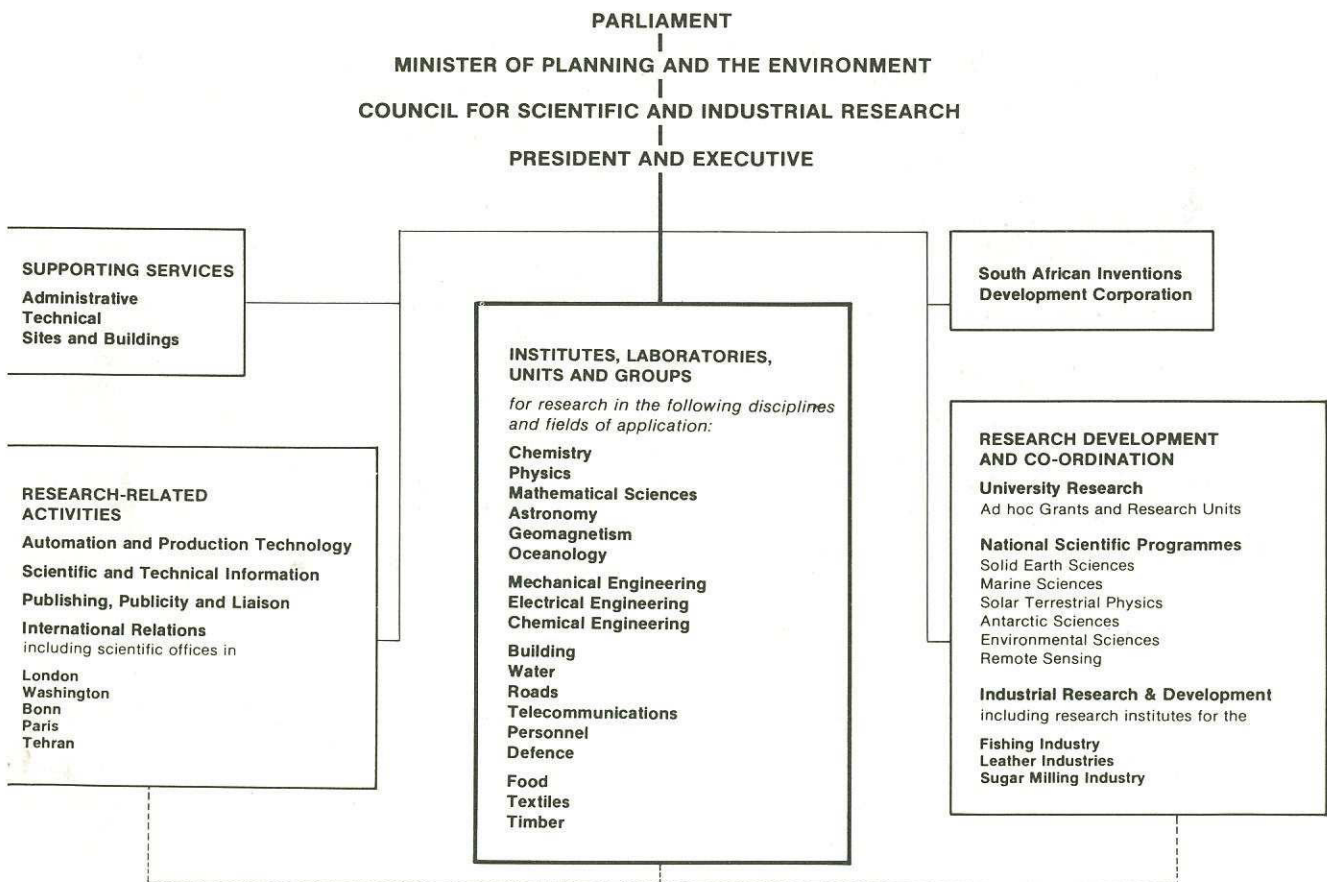 PARLIAMENT
MINISTER OF PLANNING AND THE ENVIRONMENT
COUNCIL FOR SCIENTIFIC AND INDUSTRIAL RESEARCH
PRESIDENT AND EXECUTIVE
SUPPORTING SERVICES
Administrative
Technical
Sites and Buildings
RESEARCH-RELATED
ACTIVITIES
Automation and Production Technology
Scientific and Technical Information
Publishing, Publicity and Liaison
International Relations
including scientific offices in
London
Washington
Bonn
Paris
Tehran
INSTITUTES, LABORATORIES,
UNITS AND GROUPS
for research in the following disciplines
and fields of application:
Chemistry
Physics
Mathematical Sciences
Astronomy
Geomagnetism
Oceanology
Mechanical Engineering
Electrical Engineering
Chemical Engineering
Building
Water
Roads
Telecommunications
Personnel
Defence
Food
Textiles
Timber
South African Inventions
Development Corporation
RESEARCH DEVELOPMENT
AND CO-ORDINATION
University Research
Ad hoc Grants and Research Units
National Scientific Programmes
Solid Earth Sciences
Marine Sciences
Solar Terrestrial Physics
Antarctic Sciences
Environmental Sciences
Remote Sensing
Industrial Research & Development
including research institutes for the
Fishing Industry
Leather Industries
Sugar Milling Industry